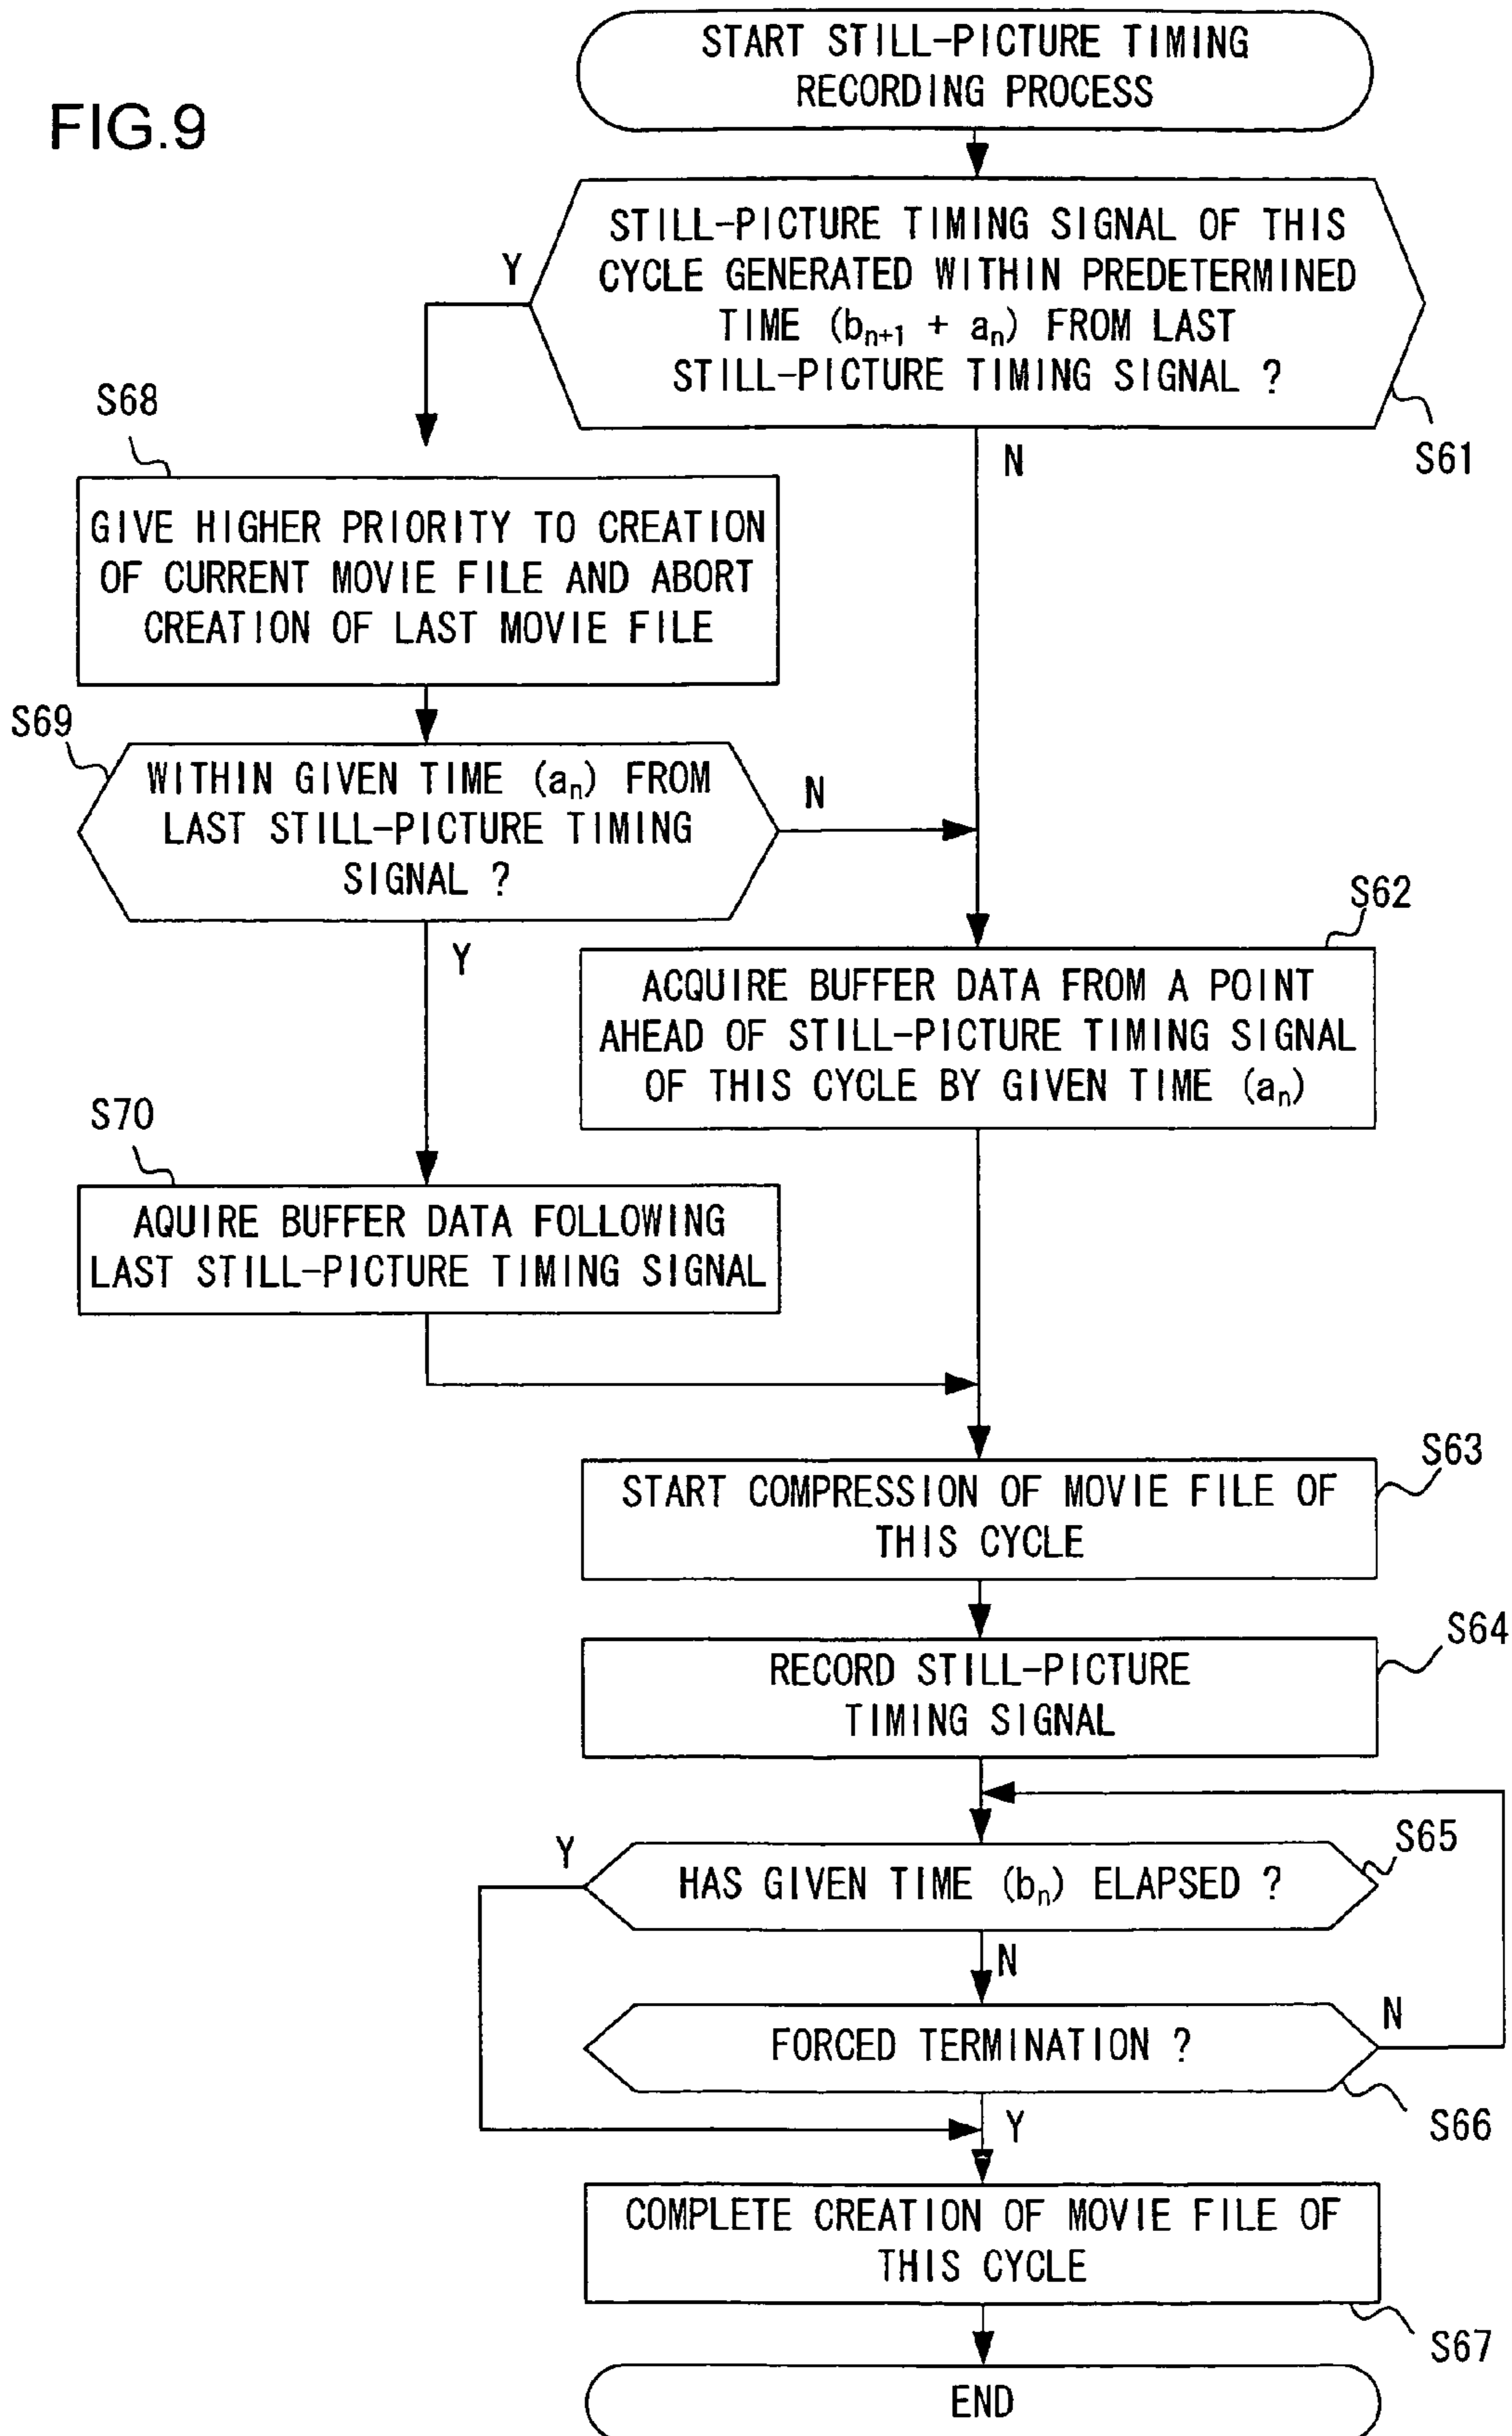 FIG.9
START STILL-PICTURE TIMING
RECORDING PROCESS
STILL-PICTURE TIMING SIGNAL OF THIS
CYCLE GENERATED WITHIN PREDETERMINED
TIME (bn+1 + an) FROM LAST
STILL-PICTURE TIMING SIGNAL ?
Y
S61
N
S68
GIVE HIGHER PRIORITY TO CREATION
OF CURRENT MOVIE FILE AND ABORT
CREATION OF LAST MOVIE FILE
S69
WITHIN GIVEN TIME (an) FROM
LAST STILL-PICTURE TIMING
SIGNAL ?
N
Y
S62
ACQUIRE BUFFER DATA FROM A POINT
AHEAD OF STILL-PICTURE TIMING SIGNAL
OF THIS CYCLE BY GIVEN TIME (an)
S70
AQUIRE BUFFER DATA FOLLOWING
LAST STILL-PICTURE TIMING SIGNAL
S63
START COMPRESSION OF MOVIE FILE OF
THIS CYCLE
S64
RECORD STILL-PICTURE
TIMING SIGNAL
Y
S65
HAS GIVEN TIME (bn) ELAPSED ?
N
FORCED TERMINATION ?
N
S66
Y
COMPLETE CREATION OF MOVIE FILE OF
THIS CYCLE
S67
END